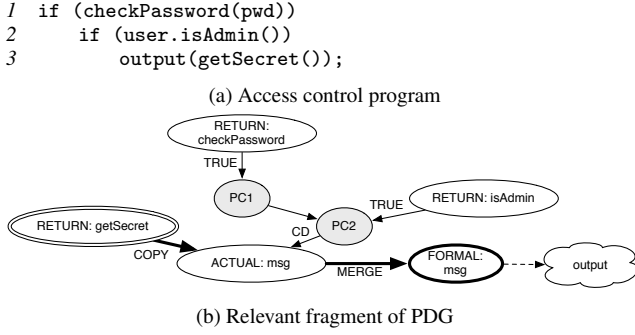 1 if (checkPassword(pwd))
2 if (user.isAdmin())
3 output(getSecret());
(a) Access control program
RETURN:
checkPassword
TRUE
PC1
TRUE
RETURN: isAdmin
PC2
RETURN: getSecret
CD
COPY
ACTUAL: msg
MERGE
FORMAL:
msg
output
(b) Relevant fragment of PDG